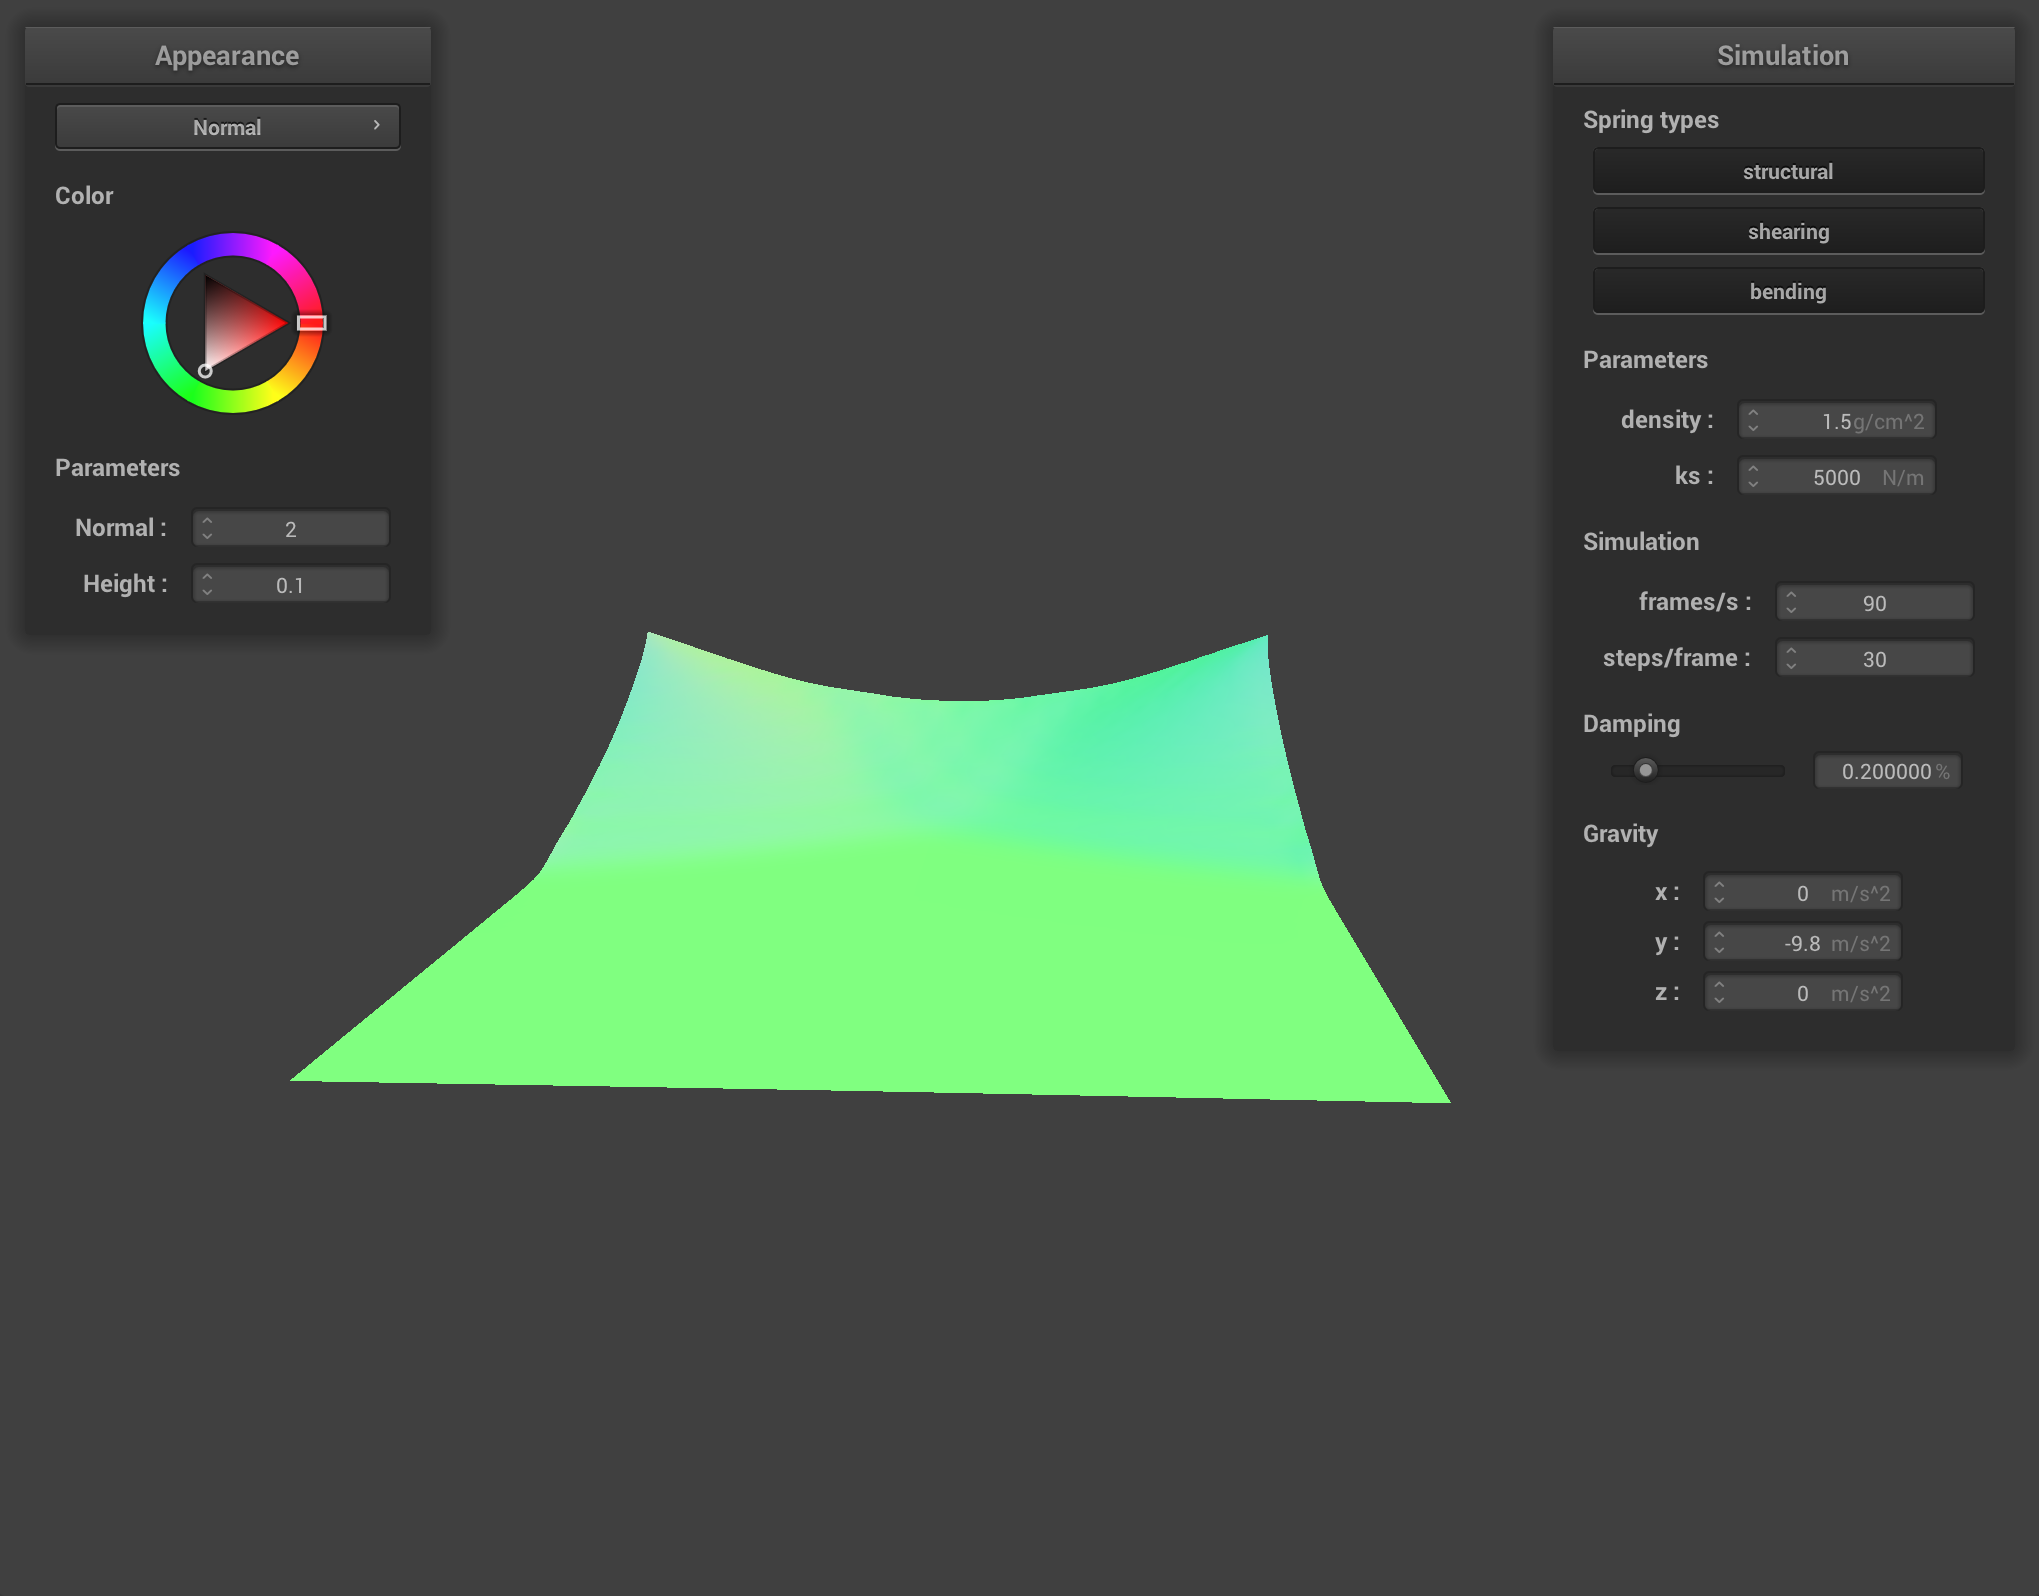 Appearance
Normal
Color
Parameters
Normal : 2
Height : 0.1
Simulation
Spring types
structural
shearing
bending
Parameters
density : 1.5 g/cm^2
ks : 5000 N/m
Simulation
frames/s : 90
steps/frame : 30
Damping
0.200000 %
Gravity
x : 0 m/s^2
y : -9.8 m/s^2
z : 0 m/s^2